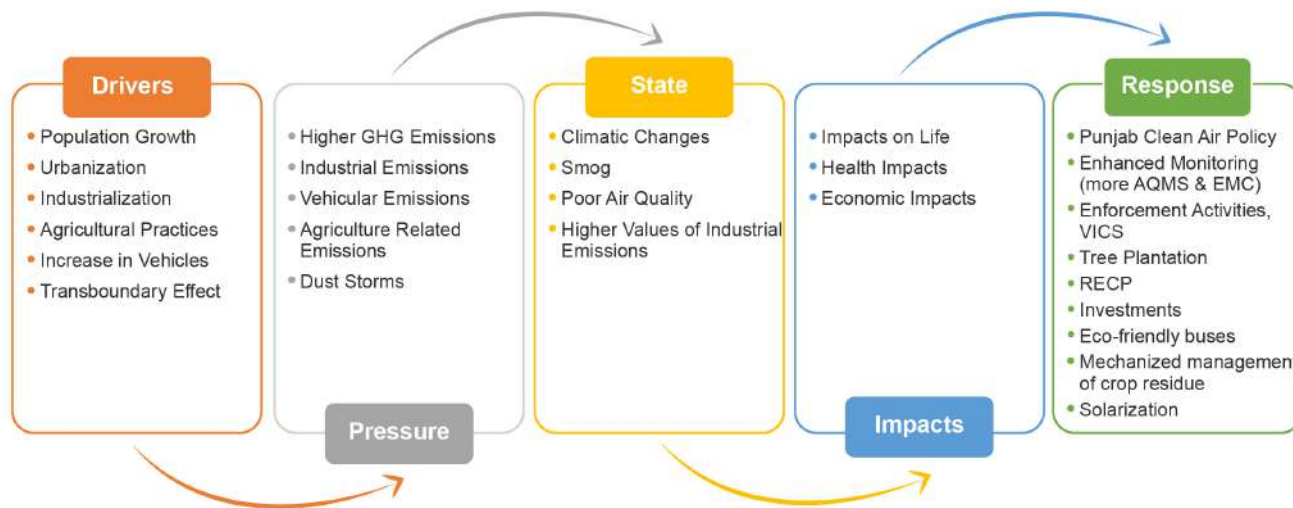 Drivers
• Population Growth
• Urbanization
• Industrialization
• Agricultural Practices
• Increase in Vehicles
• Transboundary Effect
• Higher GHG Emissions
• Industrial Emissions
• Vehicular Emissions
• Agriculture Related
Emissions
• Dust Storms
Pressure
State
• Climatic Changes
• Smog
• Poor Air Quality
• Higher Values of Industrial
Emissions
• Impacts on Life
• Health Impacts
• Economic Impacts
Impacts
Response
• Punjab Clean Air Policy
• Enhanced Monitoring
(more AQMS & EMC)
• Enforcement Activities,
VICS
• Tree Plantation
• RECP
• Investments
• Eco-friendly buses
• Mechanized management
of crop residue
• Solarization